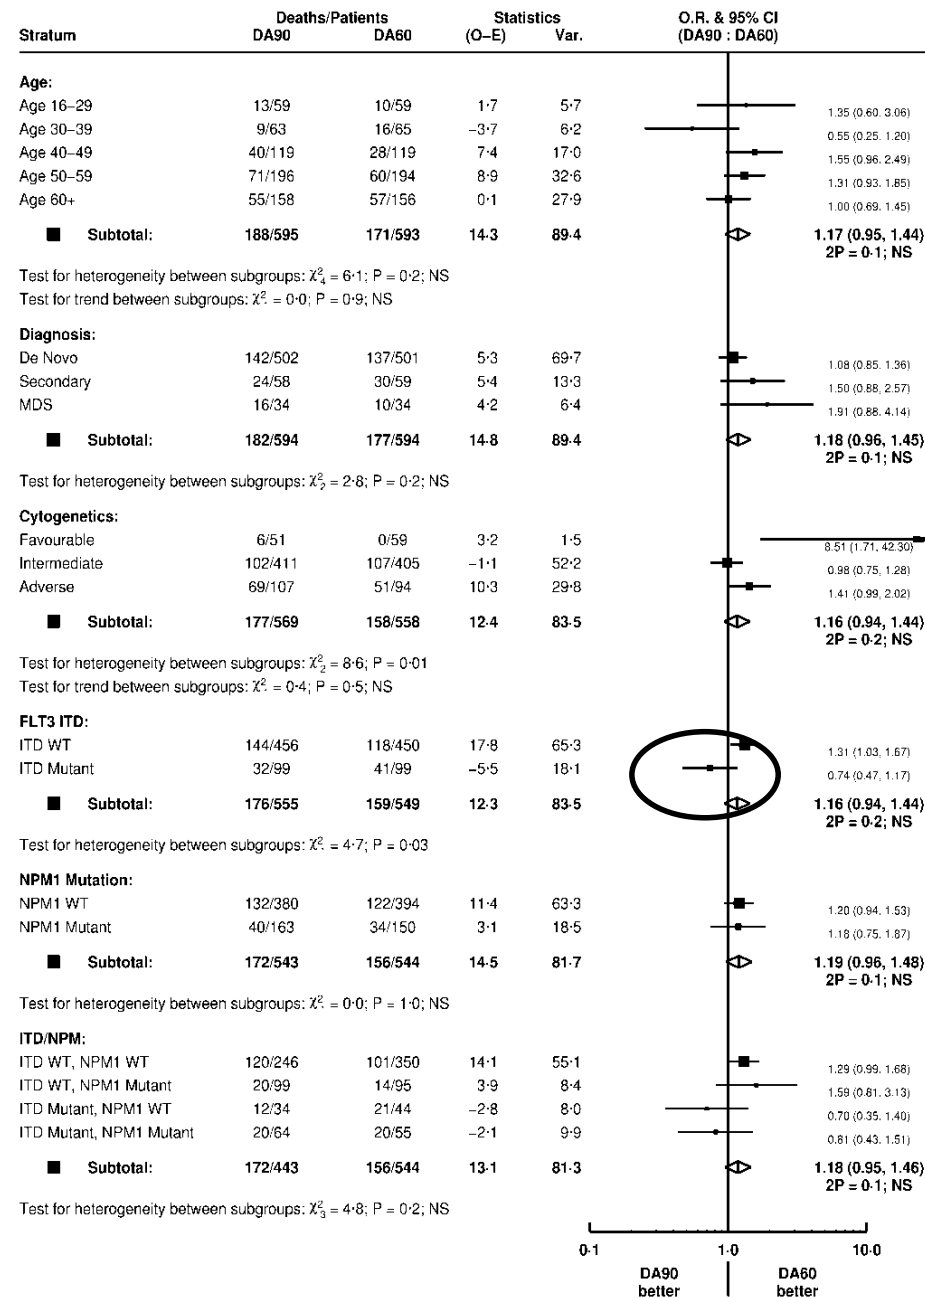 Deaths/Patients Statistics O.R. & 95% CI
Stratum DA90 DA60 (O–E) Var. (DA90 : DA60)
Age:
Age 16–29 13/59 10/59 1·7 5·7 1.35 (0.60. 3.06)
Age 30–39 9/63 16/65 –3·7 6·2 0.55 (0.25. 1.20)
Age 40–49 40/119 28/119 7·4 17·0 1.55 (0.96. 2.49)
Age 50–59 71/196 60/194 8·9 32·6 1.31 (0.93. 1.85)
Age 60+ 55/158 57/156 0·1 27·9 1.00 (0.69. 1.45)
Subtotal: 188/595 171/593 14·3 89·4 1.17 (0.95, 1.44)
2P = 0·1; NS
Test for heterogeneity between subgroups: χ²₄ = 6·1; P = 0·2; NS
Test for trend between subgroups: χ². = 0·0; P = 0·9; NS
Diagnosis:
De Novo 142/502 137/501 5·3 69·7 1.08 (0.85. 1.36)
Secondary 24/58 30/59 5·4 13·3 1.50 (0.88, 2.57)
MDS 16/34 10/34 4·2 6·4 1.91 (0.88. 4.14)
Subtotal: 182/594 177/594 14·8 89·4 1.18 (0.96, 1.45)
2P = 0·1; NS
Test for heterogeneity between subgroups: χ²₂ = 2·8; P = 0·2; NS
Cytogenetics:
Favourable 6/51 0/59 3·2 1·5 8.51 (1.71, 42.30)
Intermediate 102/411 107/405 –1·1 52·2 0.98 (0.75, 1.28)
Adverse 69/107 51/94 10·3 29·8 1.41 (0.99, 2.02)
Subtotal: 177/569 158/558 12·4 83·5 1.16 (0.94, 1.44)
2P = 0·2; NS
Test for heterogeneity between subgroups: χ²₂ = 8·6; P = 0·01
Test for trend between subgroups: χ². = 0·4; P = 0·5; NS
FLT3 ITD:
ITD WT 144/456 118/450 17·8 65·3 1.31 (1.03, 1.67)
ITD Mutant 32/99 41/99 –5·5 18·1 0.74 (0.47, 1.17)
Subtotal: 176/555 159/549 12·3 83·5 1.16 (0.94, 1.44)
2P = 0·2; NS
Test for heterogeneity between subgroups: χ². = 4·7; P = 0·03
NPM1 Mutation:
NPM1 WT 132/380 122/394 11·4 63·3 1.20 (0.94. 1.53)
NPM1 Mutant 40/163 34/150 3·1 18·5 1.18 (0.75. 1.87)
Subtotal: 172/543 156/544 14·5 81·7 1.19 (0.96, 1.48)
2P = 0·1; NS
Test for heterogeneity between subgroups: χ². = 0·0; P = 1·0; NS
ITD/NPM:
ITD WT, NPM1 WT 120/246 101/350 14·1 55·1 1.29 (0.99. 1.68)
ITD WT, NPM1 Mutant 20/99 14/95 3·9 8·4 1.59 (0.81. 3.13)
ITD Mutant, NPM1 WT 12/34 21/44 –2·8 8·0 0.70 (0.35. 1.40)
ITD Mutant, NPM1 Mutant 20/64 20/55 –2·1 9·9 0.81 (0.43. 1.51)
Subtotal: 172/443 156/544 13·1 81·3 1.18 (0.95, 1.46)
2P = 0·1; NS
Test for heterogeneity between subgroups: χ²₃ = 4·8; P = 0·2; NS
0·1 1·0 10·0
DA90 DA60
better better